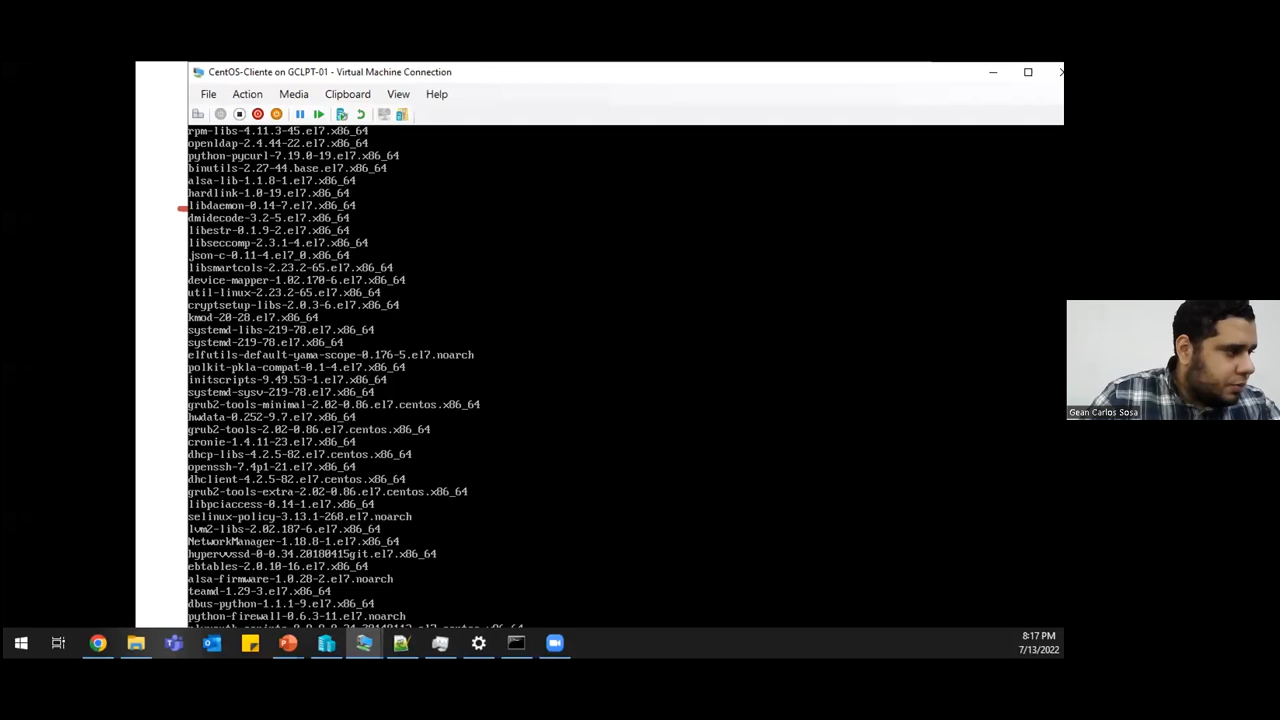 CentOS-Cliente on GCLPT-01 - Virtual Machine Connection
File Action Media Clipboard View Help
rpm-libs-4.11.3-45.el7.x86_64
openldap-2.4.44-22.el7.x86_64
python-pycurl-7.19.0-19.el7.x86_64
binutils-2.27-44.base.el7.x86_64
alsa-lib-1.1.8-1.el7.x86_64
hardlink-1.0-19.el7.x86_64
libdaemon-0.14-7.el7.x86_64
dmidecode-3.2-5.el7.x86_64
libestr-0.1.9-2.el7.x86_64
libseccomp-2.3.1-4.el7.x86_64
json-c-0.11-4.el7_0.x86_64
libsmartcols-2.23.2-65.el7.x86_64
device-mapper-1.02.170-6.el7.x86_64
util-linux-2.23.2-65.el7.x86_64
cryptsetup-libs-2.0.3-6.el7.x86_64
kmod-20-28.el7.x86_64
systemd-libs-219-78.el7.x86_64
systemd-219-78.el7.x86_64
elfutils-default-yama-scope-0.176-5.el7.noarch
polkit-pkla-compat-0.1-4.el7.x86_64
initscripts-9.49.53-1.el7.x86_64
systemd-sysv-219-78.el7.x86_64
grub2-tools-minimal-2.02-0.86.el7.centos.x86_64
hwdata-0.252-9.7.el7.x86_64
grub2-tools-2.02-0.86.el7.centos.x86_64
cronie-1.4.11-23.el7.x86_64
dhcp-libs-4.2.5-82.el7.centos.x86_64
openssh-7.4p1-21.el7.x86_64
dhclient-4.2.5-82.el7.centos.x86_64
grub2-tools-extra-2.02-0.86.el7.centos.x86_64
libpciaccess-0.14-1.el7.x86_64
selinux-policy-3.13.1-268.el7.noarch
lvm2-libs-2.02.187-6.el7.x86_64
NetworkManager-1.18.8-1.el7.x86_64
hypervvssd-0-0.34.20180415git.el7.x86_64
ebtables-2.0.10-16.el7.x86_64
alsa-firmware-1.0.28-2.el7.noarch
teamd-1.29-3.el7.x86_64
dbus-python-1.1.1-9.el7.x86_64
python-firewall-0.6.3-11.el7.noarch
Gean Carlos Sosa
8:17 PM
7/13/2022